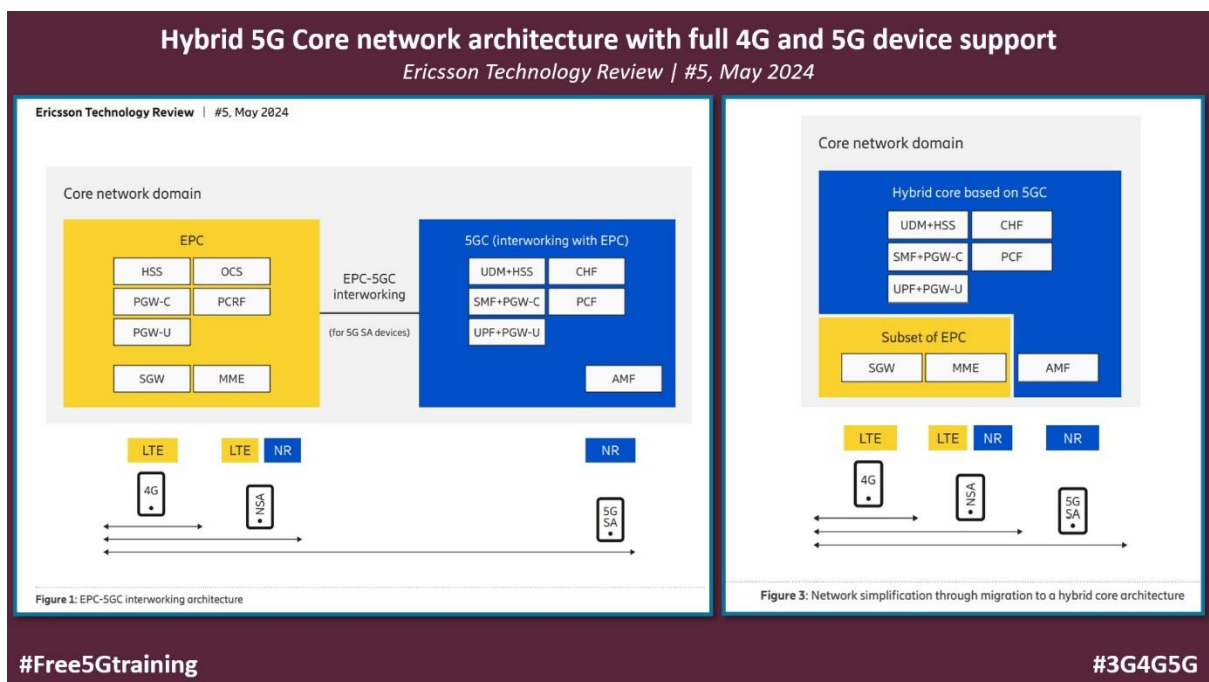 Hybrid 5G Core network architecture with full 4G and 5G device support
Ericsson Technology Review | #5, May 2024
Ericsson Technology Review | #5, May 2024
Core network domain
EPC
HSS OCS
PGW-C PCRF
PGW-U
SGW MME
EPC-5GC
interworking
(for 5G SA devices)
5GC (interworking with EPC)
UDM+HSS CHF
SMF+PGW-C PCF
UPF+PGW-U
AMF
LTE LTE NR NR
4G
NSA
5G
SA
Figure 1: EPC-5GC interworking architecture
Core network domain
Hybrid core based on 5GC
UDM+HSS CHF
SMF+PGW-C PCF
UPF+PGW-U
Subset of EPC
SGW MME AMF
LTE LTE NR NR
4G
NSA
5G
SA
Figure 3: Network simplification through migration to a hybrid core architecture
#Free5Gtraining
#3G4G5G